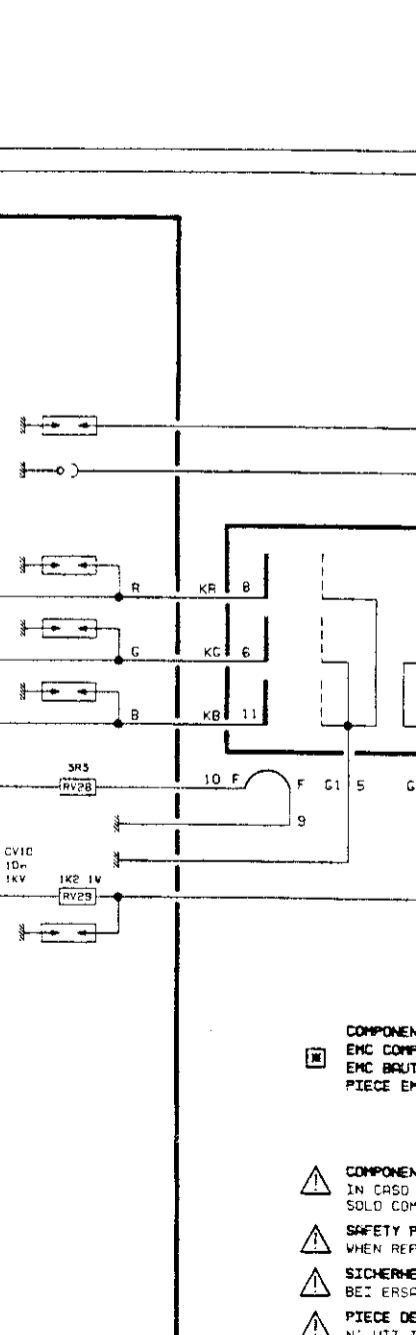 R KR 8
G KG 6
B KB 11
3R3
RV28
10 F F G1 5 G
9
CV10
10n
1KV
1K2 1W
RV29
COMPONEN
EMC COMP
EMC BAUT
PIECE EM
COMPONEN
IN CASO
SOLO COM
SAFETY P
WHEN REP
SICHERHE
BEI ERSA
PIECE DE